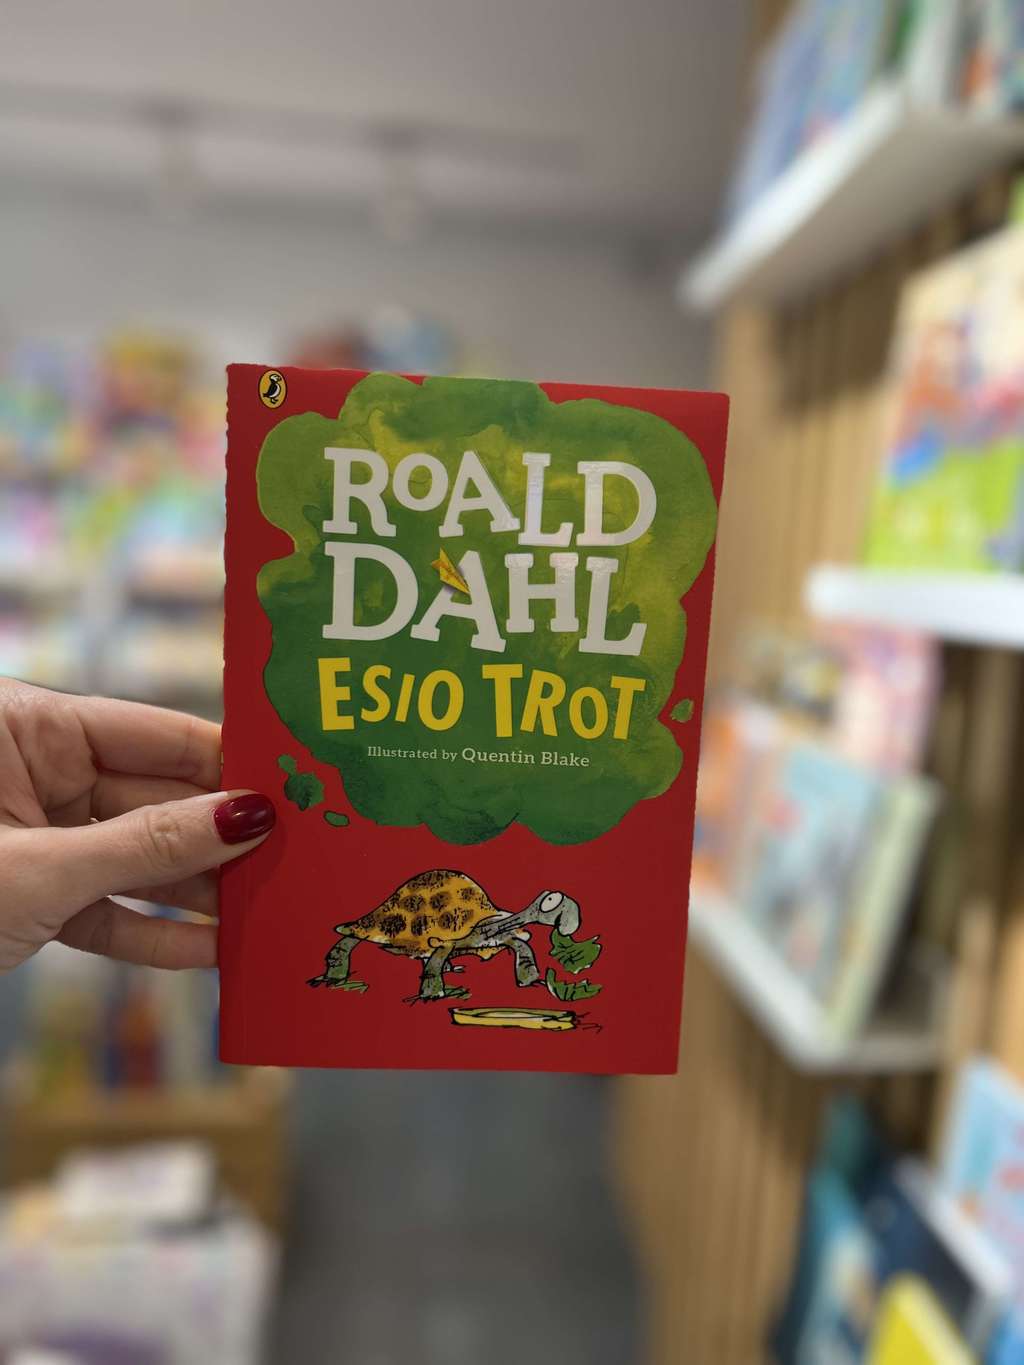 ROALD
DAHL
ESIO TROT
Illustrated by Quentin Blake